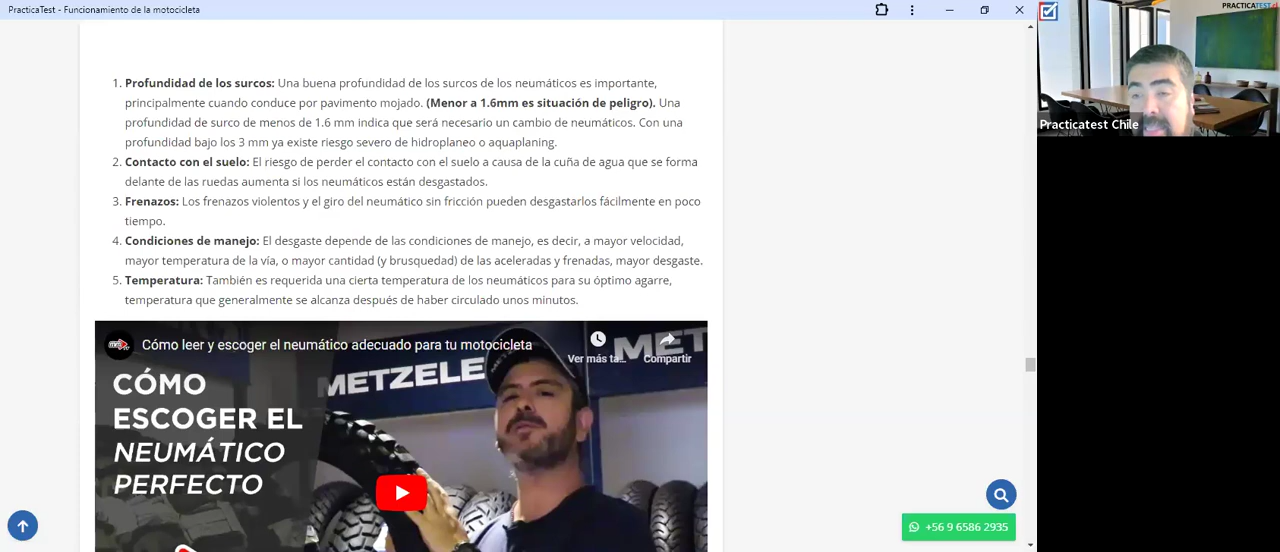 PracticaTest - Funcionamiento de la motocicleta
PRACTICATEST.cl
Practicatest Chile
1. Profundidad de los surcos: Una buena profundidad de los surcos de los neumáticos es importante,
principalmente cuando conduce por pavimento mojado. (Menor a 1.6mm es situación de peligro). Una
profundidad de surco de menos de 1.6 mm indica que será necesario un cambio de neumáticos. Con una
profundidad bajo los 3 mm ya existe riesgo severo de hidroplaneo o aquaplaning.
2. Contacto con el suelo: El riesgo de perder el contacto con el suelo a causa de la cuña de agua que se forma
delante de las ruedas aumenta si los neumáticos están desgastados.
3. Frenazos: Los frenazos violentos y el giro del neumático sin fricción pueden desgastarlos fácilmente en poco
tiempo.
4. Condiciones de manejo: El desgaste depende de las condiciones de manejo, es decir, a mayor velocidad,
mayor temperatura de la vía, o mayor cantidad (y brusquedad) de las aceleradas y frenadas, mayor desgaste.
5. Temperatura: También es requerida una cierta temperatura de los neumáticos para su óptimo agarre,
temperatura que generalmente se alcanza después de haber circulado unos minutos.
Cómo leer y escoger el neumático adecuado para tu motocicleta
Ver más ta...
Compartir
METZELE
METZ
CÓMO
ESCOGER EL
NEUMÁTICO
PERFECTO
+56 9 6586 2935